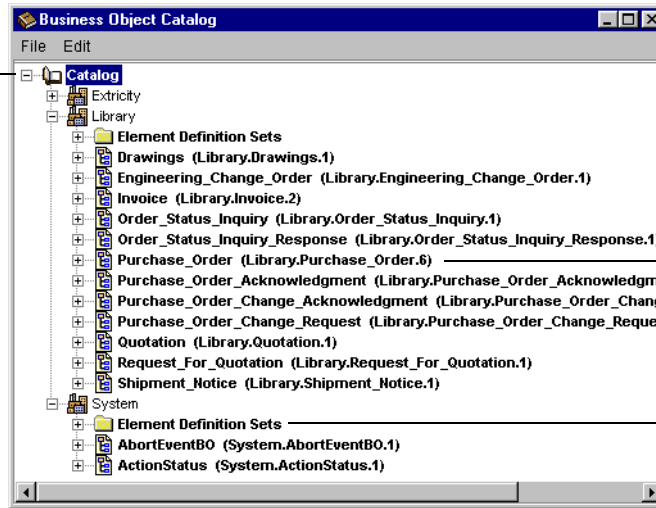 Business Object Catalog
File Edit
Catalog
Extricity
Library
Element Definition Sets
Drawings (Library.Drawings.1)
Engineering_Change_Order (Library.Engineering_Change_Order.1)
Invoice (Library.Invoice.2)
Order_Status_Inquiry (Library.Order_Status_Inquiry.1)
Order_Status_Inquiry_Response (Library.Order_Status_Inquiry_Response.1)
Purchase_Order (Library.Purchase_Order.6)
Purchase_Order_Acknowledgment (Library.Purchase_Order_Acknowledgm
Purchase_Order_Change_Acknowledgment (Library.Purchase_Order_Chang
Purchase_Order_Change_Request (Library.Purchase_Order_Change_Reque
Quotation (Library.Quotation.1)
Request_For_Quotation (Library.Request_For_Quotation.1)
Shipment_Notice (Library.Shipment_Notice.1)
System
Element Definition Sets
AbortEventBO (System.AbortEventBO.1)
ActionStatus (System.ActionStatus.1)